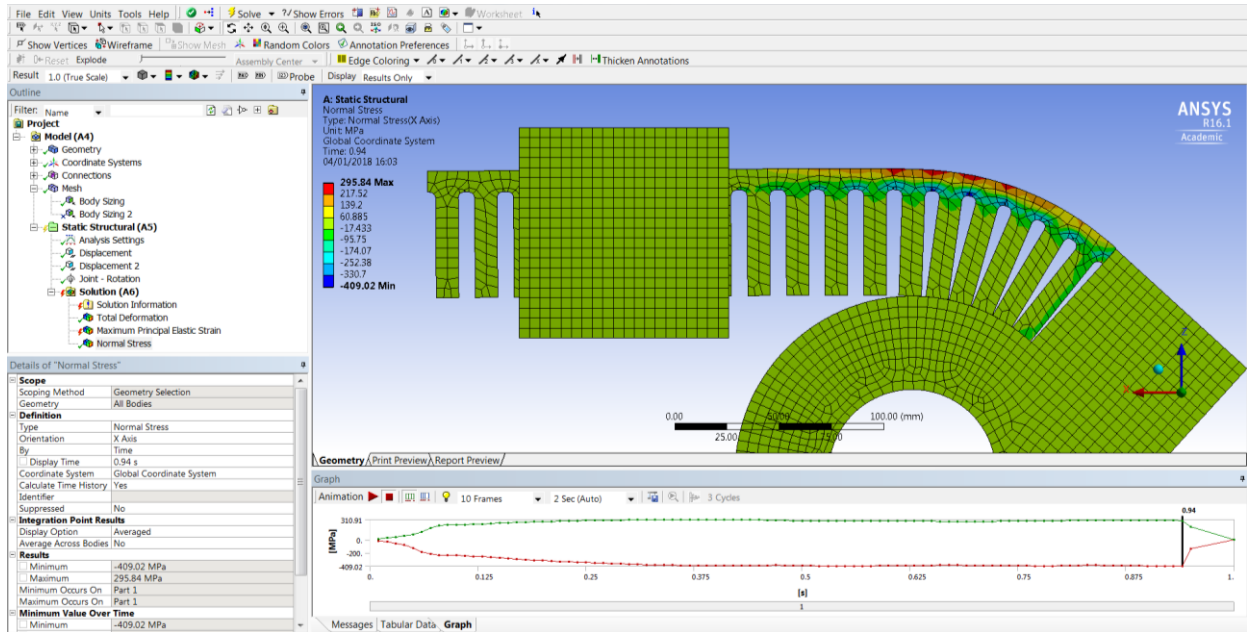 File Edit View Units Tools Help Solve ?/Show Errors Worksheet
Show Vertices Wireframe Show Mesh Random Colors Annotation Preferences
Reset Explode Assembly Center Edge Coloring Thicken Annotations
Result 1.0 (True Scale) Probe Display Results Only
Outline
Filter: Name
Project
Model (A4)
Geometry
Coordinate Systems
Connections
Mesh
Body Sizing
Body Sizing 2
Static Structural (A5)
Analysis Settings
Displacement
Displacement 2
Joint - Rotation
Solution (A6)
Solution Information
Total Deformation
Maximum Principal Elastic Strain
Normal Stress
Details of "Normal Stress"
Scope
Scoping Method Geometry Selection
Geometry All Bodies
Definition
Type Normal Stress
Orientation X Axis
By Time
Display Time 0.94 s
Coordinate System Global Coordinate System
Calculate Time History Yes
Identifier
Suppressed No
Integration Point Results
Display Option Averaged
Average Across Bodies No
Results
Minimum -409.02 MPa
Maximum 295.84 MPa
Minimum Occurs On Part 1
Maximum Occurs On Part 1
Minimum Value Over Time
Minimum -409.02 MPa
A: Static Structural
Normal Stress
Type: Normal Stress(X Axis)
Unit: MPa
Global Coordinate System
Time: 0.94
04/01/2018 16:03
295.84 Max
217.52
139.2
60.885
-17.433
-95.75
-174.07
-252.38
-330.7
-409.02 Min
ANSYS
R16.1
Academic
0.00 50.00 100.00 (mm)
25.00 75.00
X
Z
Geometry Print Preview Report Preview
Graph
Animation 10 Frames 2 Sec (Auto) 3 Cycles
0.94
310.91
0.
-200.
-409.02
[MPa]
0. 0.125 0.25 0.375 0.5 0.625 0.75 0.875 1.
[s]
1
Messages Tabular Data Graph